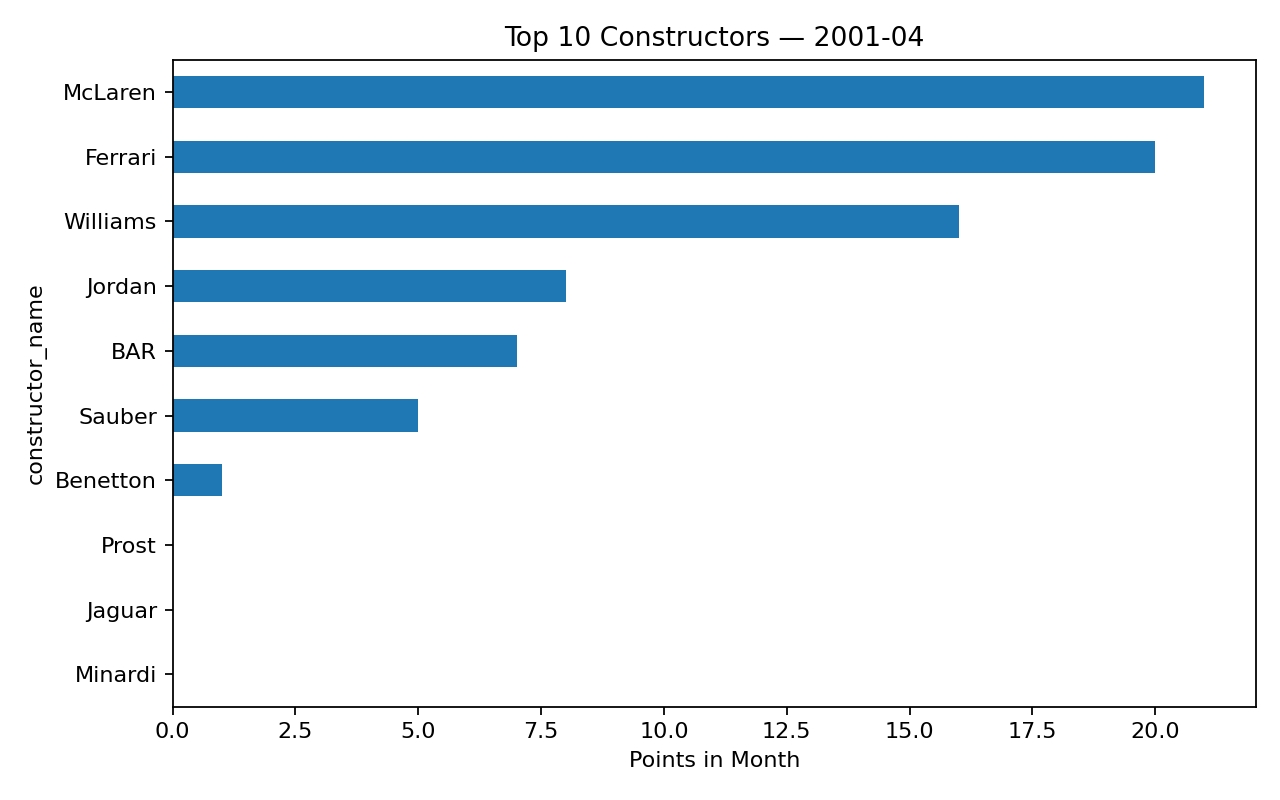 Top 10 Constructors — 2001-04
McLaren
Ferrari
Williams
Jordan
BAR
Sauber
Benetton
Prost
Jaguar
Minardi
constructor_name
0.0 2.5 5.0 7.5 10.0 12.5 15.0 17.5 20.0
Points in Month